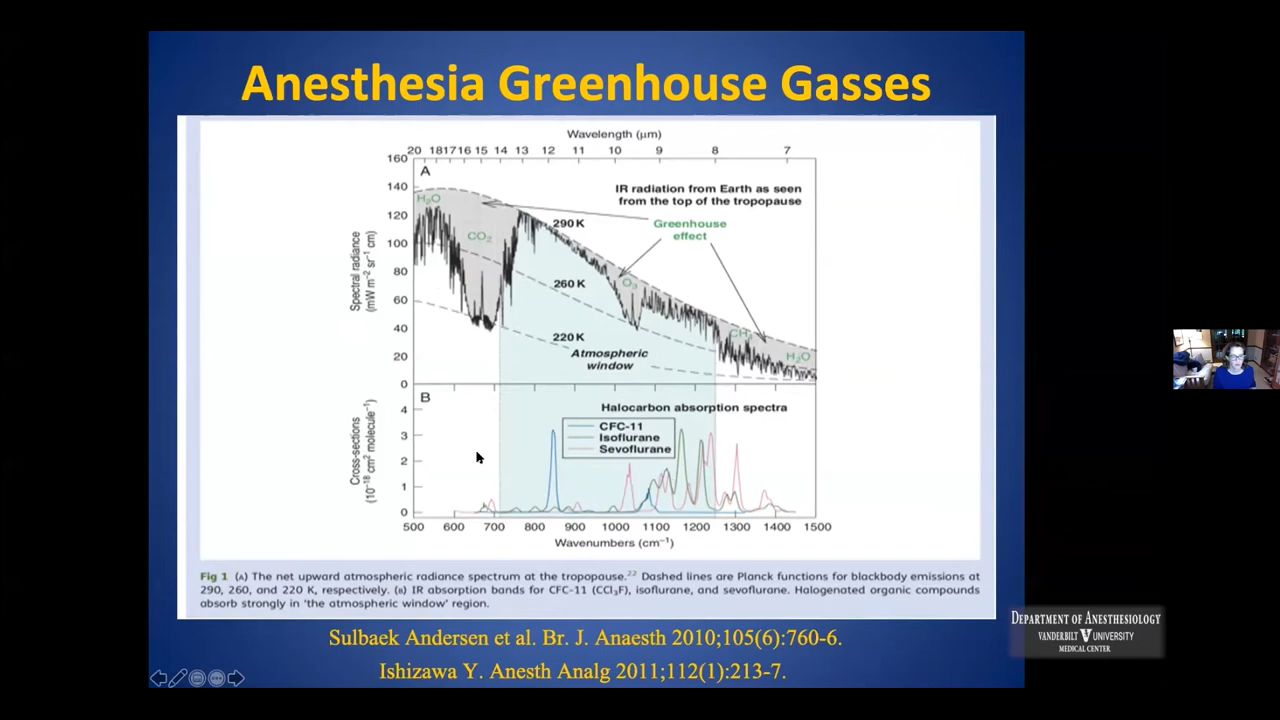 Anesthesia Greenhouse Gasses
Wavelength (μm)
20 18 17 16 15 14 13 12 11 10 9 8 7
160
140
120
100
80
60
40
20
0
Spectral radiance
(mW m⁻² sr⁻¹ cm)
A
IR radiation from Earth as seen
from the top of the tropopause
Greenhouse
effect
H₂O
CO₂
O₃
CH₄
H₂O
290 K
260 K
220 K
Atmospheric
window
B
Halocarbon absorption spectra
CFC-11
Isoflurane
Sevoflurane
4
3
2
1
0
Cross-sections
(10⁻¹⁸ cm² molecule⁻¹)
500 600 700 800 900 1000 1100 1200 1300 1400 1500
Wavenumbers (cm⁻¹)
Fig 1 (A) The net upward atmospheric radiance spectrum at the tropopause.²² Dashed lines are Planck functions for blackbody emissions at
290, 260, and 220 K, respectively. (B) IR absorption bands for CFC-11 (CCl₃F), isoflurane, and sevoflurane. Halogenated organic compounds
absorb strongly in 'the atmospheric window' region.
Sulbaek Andersen et al. Br. J. Anaesth 2010;105(6):760-6.
Ishizawa Y. Anesth Analg 2011;112(1):213-7.
DEPARTMENT OF ANESTHESIOLOGY
VANDERBILT UNIVERSITY
MEDICAL CENTER